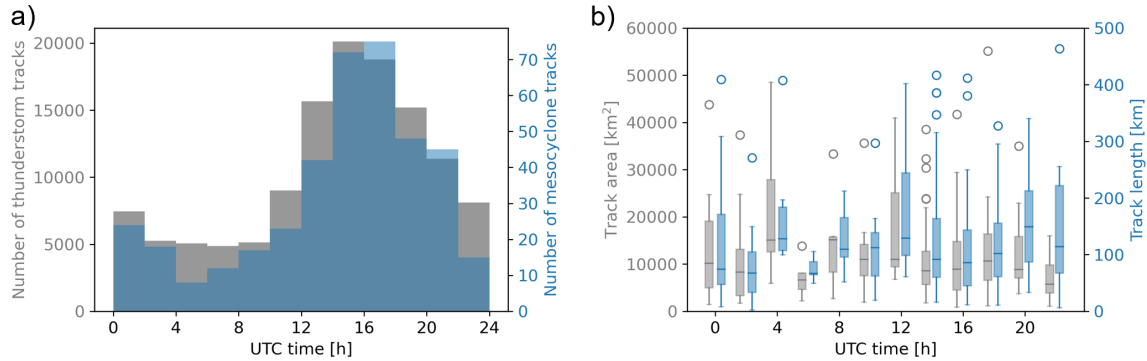 a)
Number of thunderstorm tracks
20000
15000
10000
5000
0
0 4 8 12 16 20 24
UTC time [h]
70
60
50
40
30
20
10
0
Number of mesocyclone tracks
b)
Track area [km²]
60000
50000
40000
30000
20000
10000
0
0 4 8 12 16 20
UTC time [h]
500
400
300
200
100
0
Track length [km]